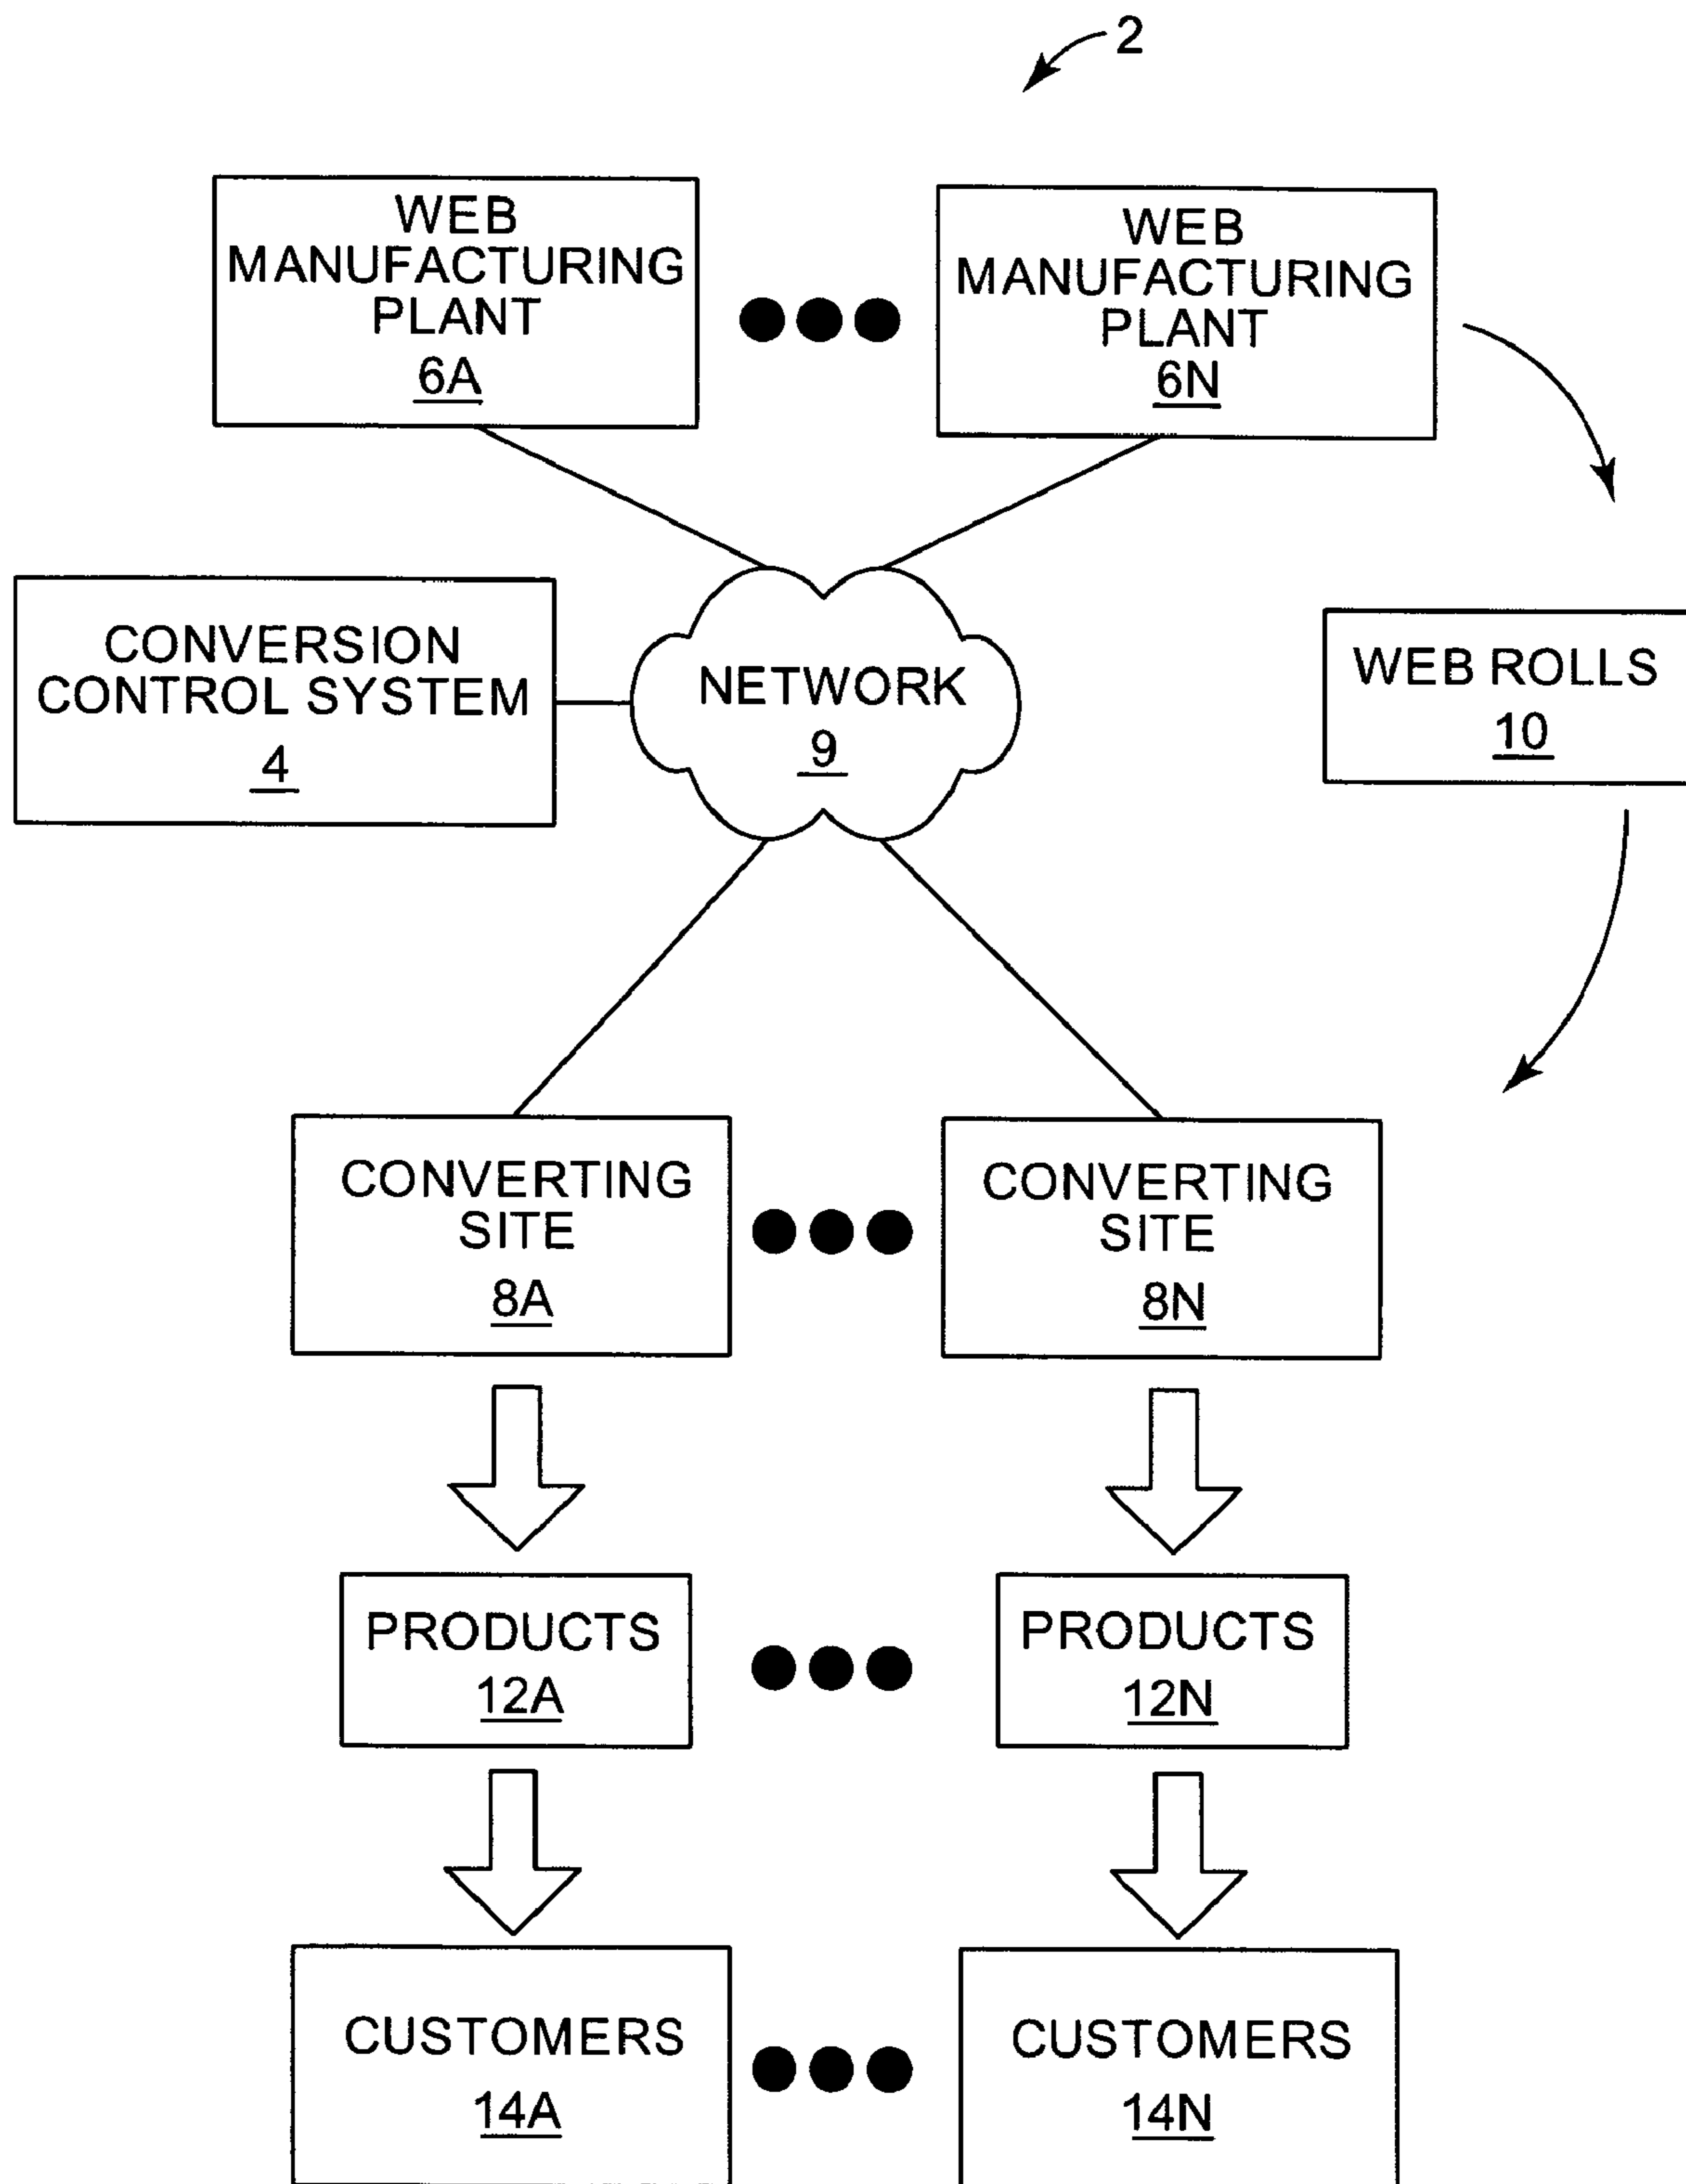 2
WEB
MANUFACTURING
PLANT
6A
WEB
MANUFACTURING
PLANT
6N
CONVERSION
CONTROL SYSTEM
4
NETWORK
9
WEB ROLLS
10
CONVERTING
SITE
8A
CONVERTING
SITE
8N
PRODUCTS
12A
PRODUCTS
12N
CUSTOMERS
14A
CUSTOMERS
14N